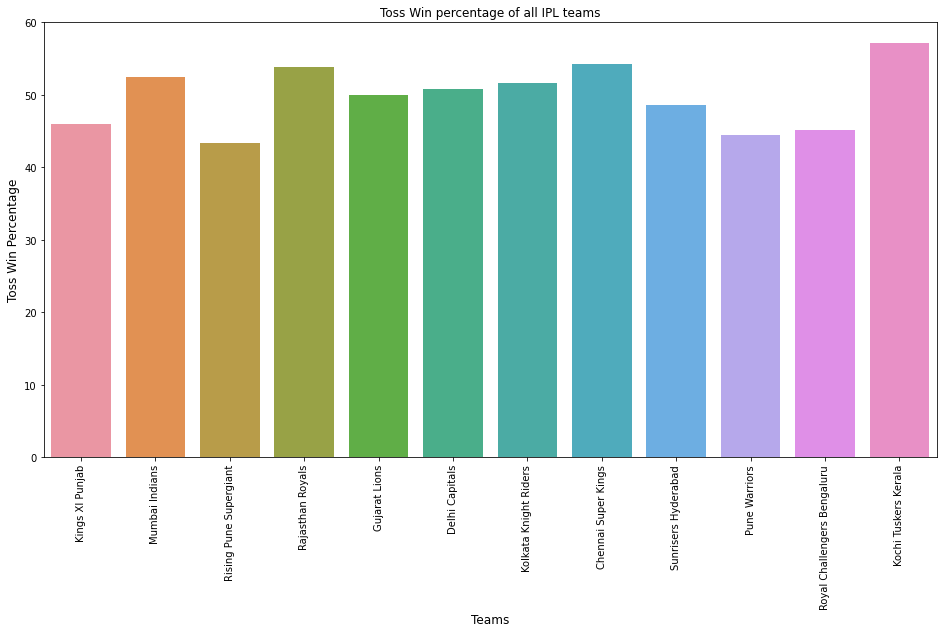 Toss Win percentage of all IPL teams
60
50
40
30
20
10
0
Toss Win Percentage
Kings XI Punjab
Mumbai Indians
Rising Pune Supergiant
Rajasthan Royals
Gujarat Lions
Delhi Capitals
Kolkata Knight Riders
Chennai Super Kings
Sunrisers Hyderabad
Pune Warriors
Royal Challengers Bengaluru
Kochi Tuskers Kerala
Teams